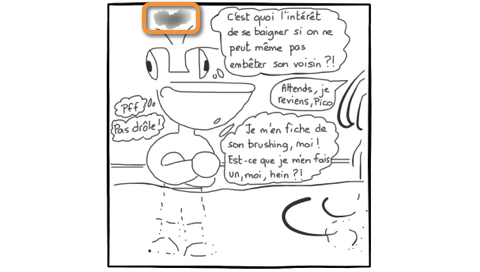 C'est quoi l'intérêt
de se baigner si on ne
peut même pas
embêter son voisin ?!
Attends, je
reviens, Pico
Pff
Pas drôle !
Je m'en fiche de
son brushing, moi !
Est-ce que je m'en fais
un, moi, hein ?!